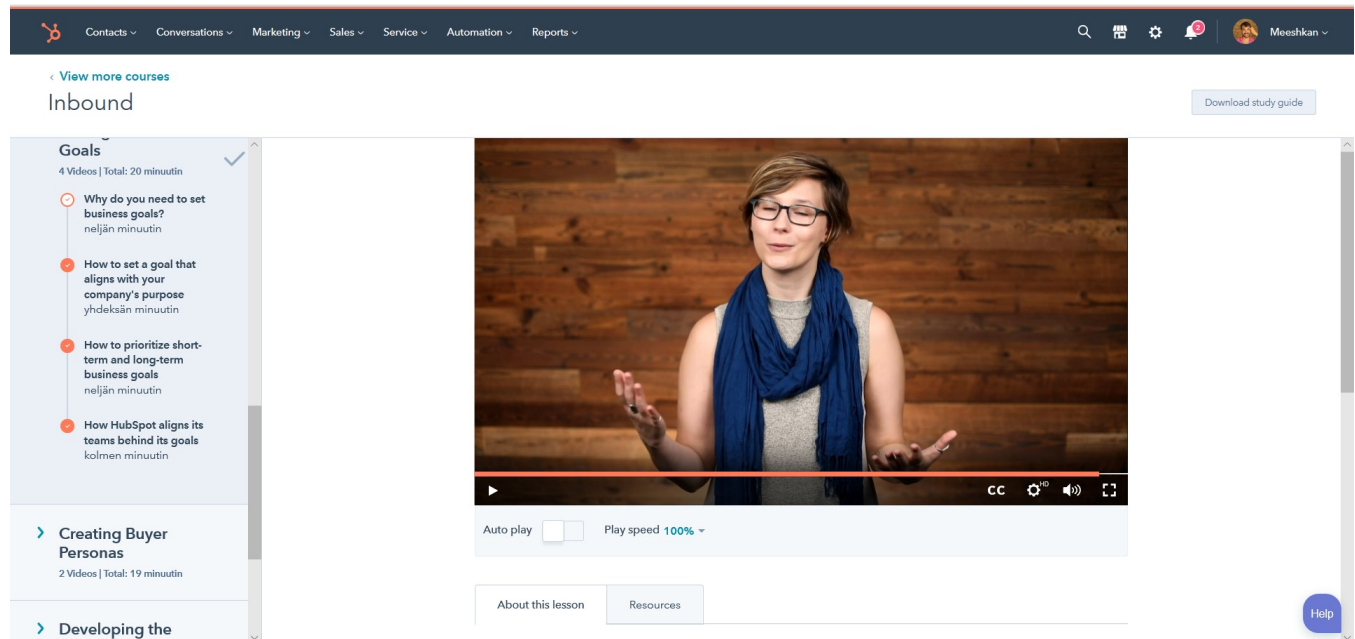 Contacts Conversations Marketing Sales Service Automation Reports 2 Meeshkan
View more courses
Inbound
Download study guide
Goals
4 Videos | Total: 20 minuutin
Why do you need to set
business goals?
neljän minuutin
How to set a goal that
aligns with your
company's purpose
yhdeksän minuutin
How to prioritize short-
term and long-term
business goals
neljän minuutin
How HubSpot aligns its
teams behind its goals
kolmen minuutin
Creating Buyer
Personas
2 Videos | Total: 19 minuutin
Developing the
CC HD
Auto play Play speed 100%
About this lesson Resources
Help